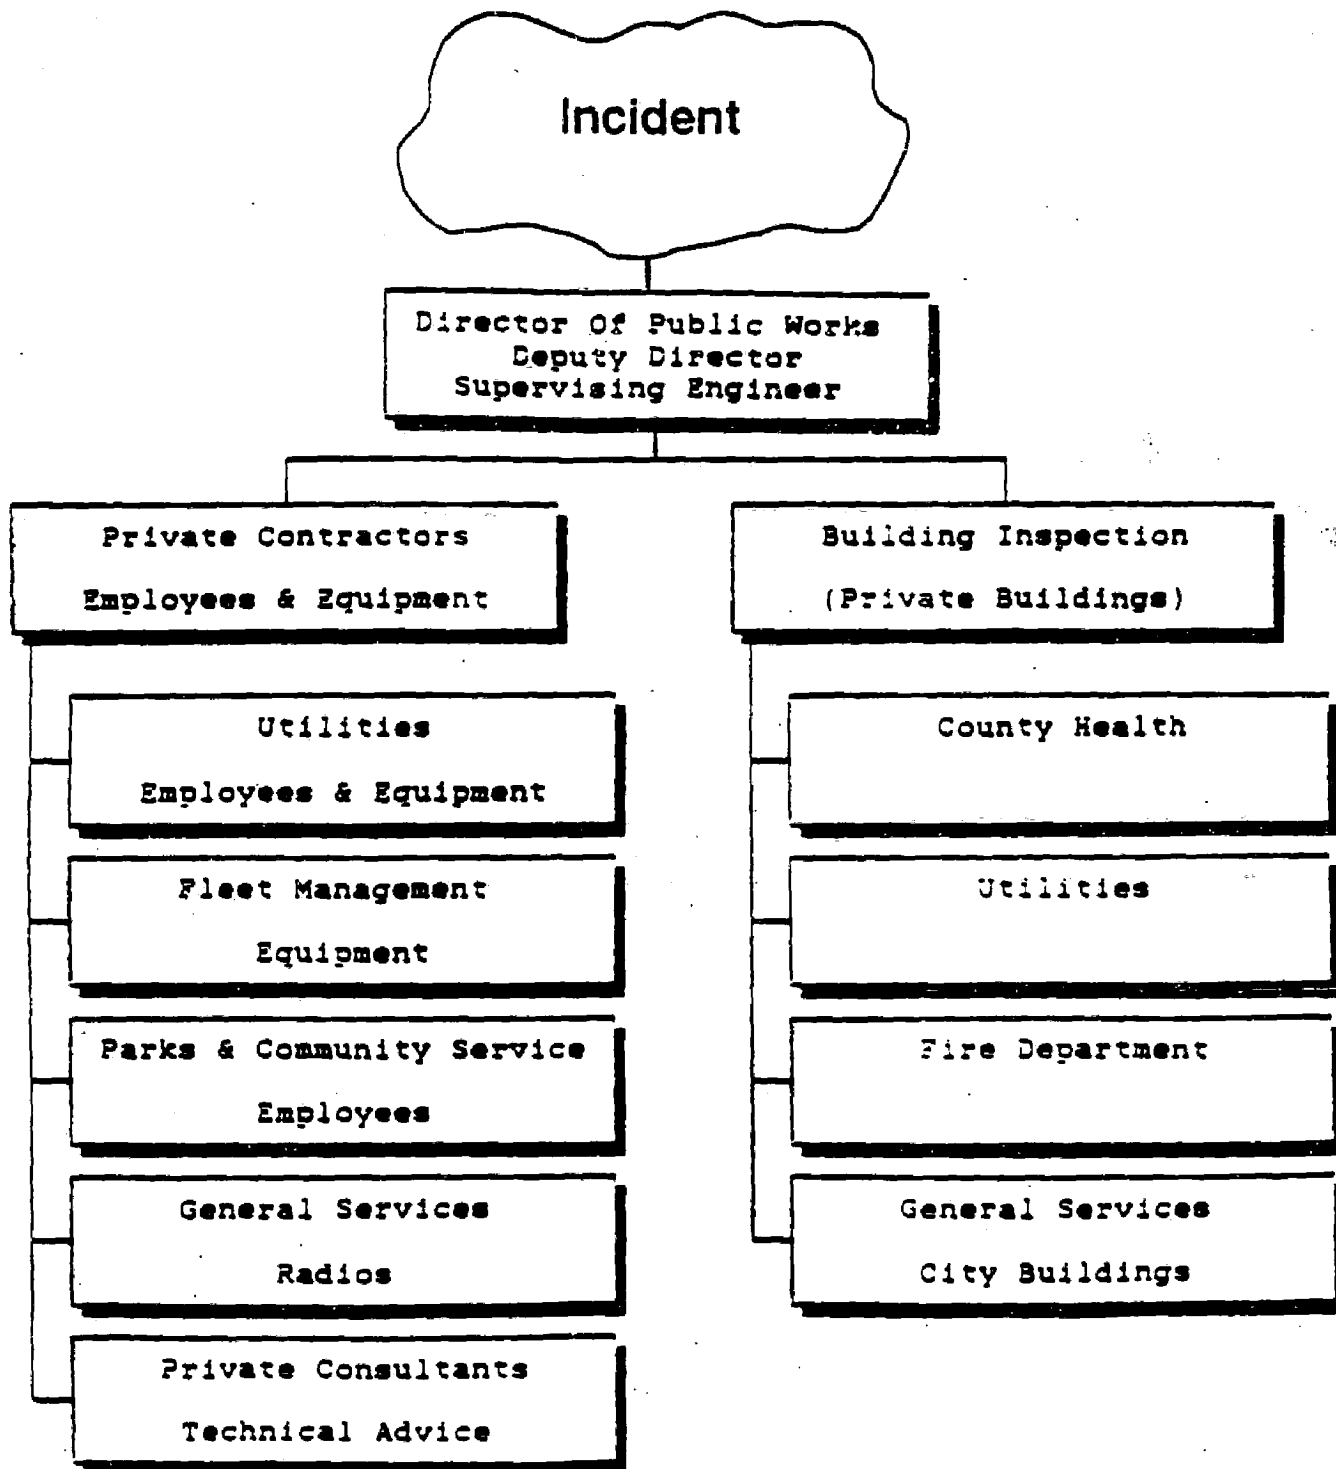 Incident
Director Of Public Works
Deputy Director
Supervising Engineer
Private Contractors
Employees & Equipment
Utilities
Employees & Equipment
Fleet Management
Equipment
Parks & Community Service
Employees
General Services
Radios
Private Consultants
Technical Advice
Building Inspection
(Private Buildings)
County Health
Utilities
Fire Department
General Services
City Buildings